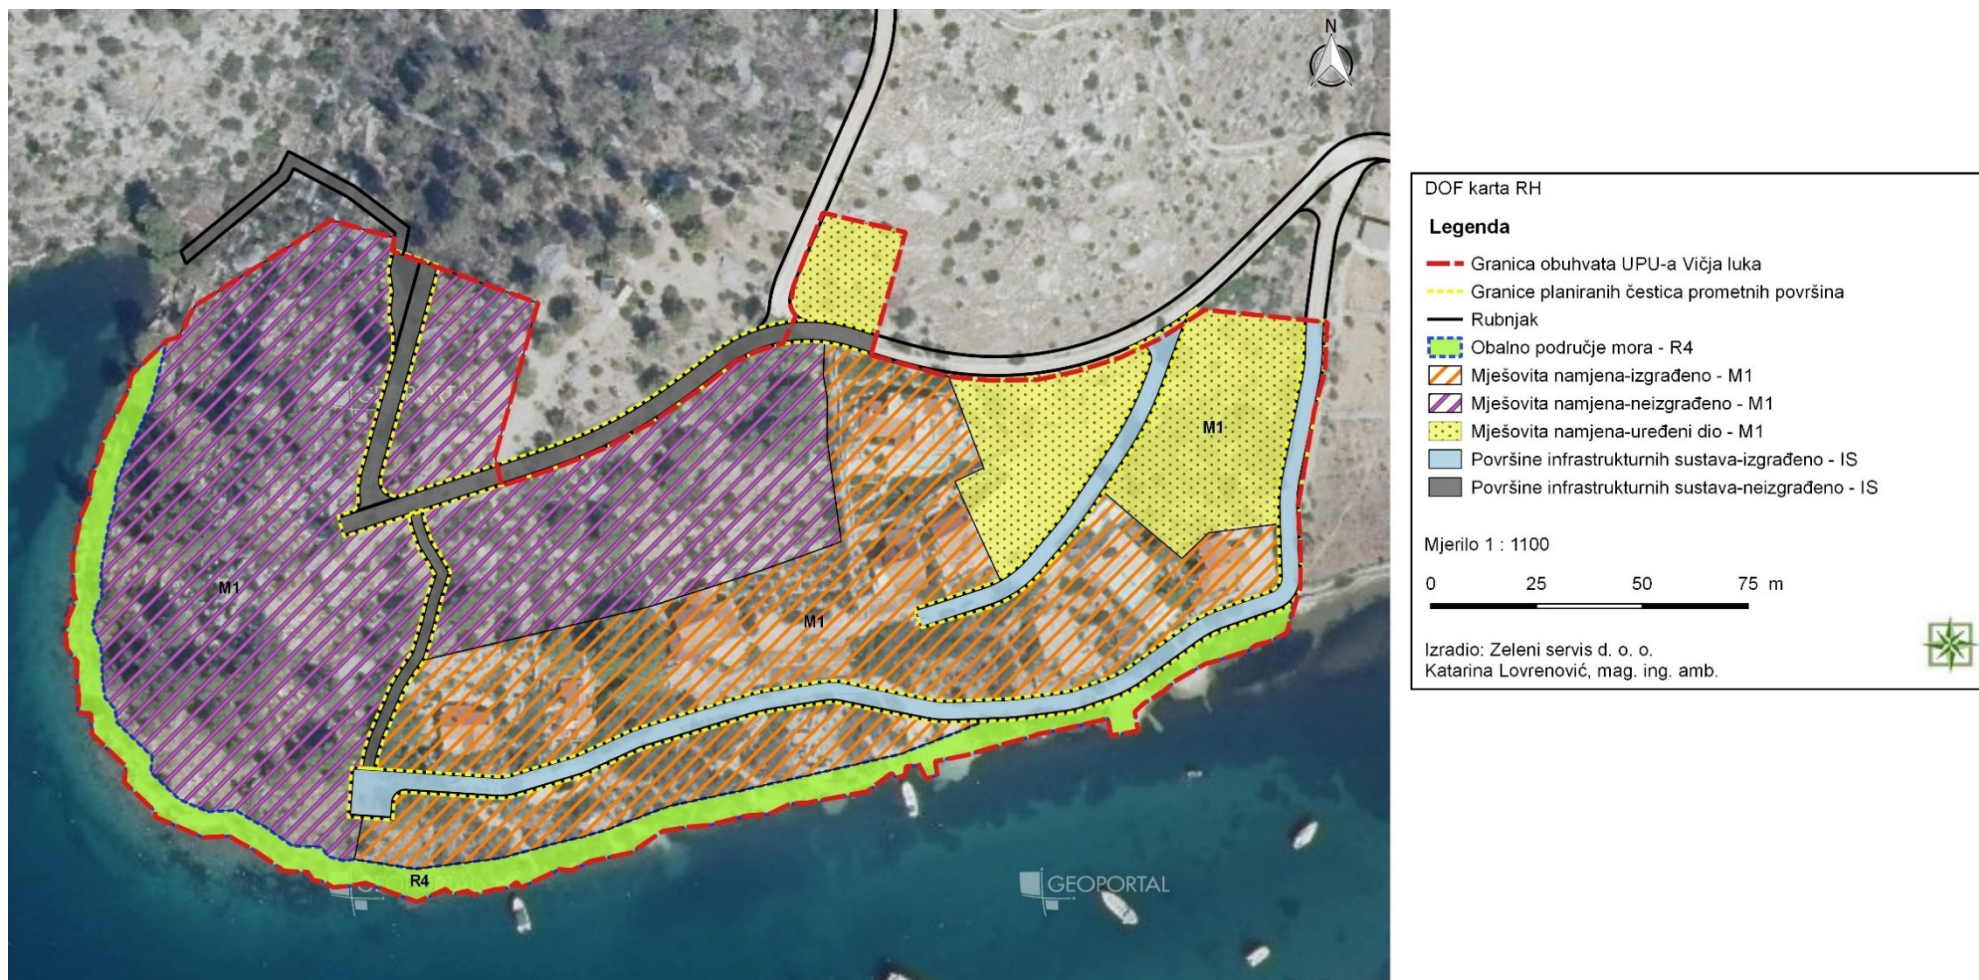 N
M1
M1
M1
R4
GEOPORTAL
DOF karta RH
Legenda
Granica obuhvata UPU-a Vičja luka
Granice planiranih čestica prometnih površina
Rubnjak
Obalno područje mora - R4
Mješovita namjena-izgrađeno - M1
Mješovita namjena-neizgrađeno - M1
Mješovita namjena-uređeni dio - M1
Površine infrastrukturnih sustava-izgrađeno - IS
Površine infrastrukturnih sustava-neizgrađeno - IS
Mjerilo 1 : 1100
0 25 50 75 m
Izradio: Zeleni servis d. o. o.
Katarina Lovrenović, mag. ing. amb.